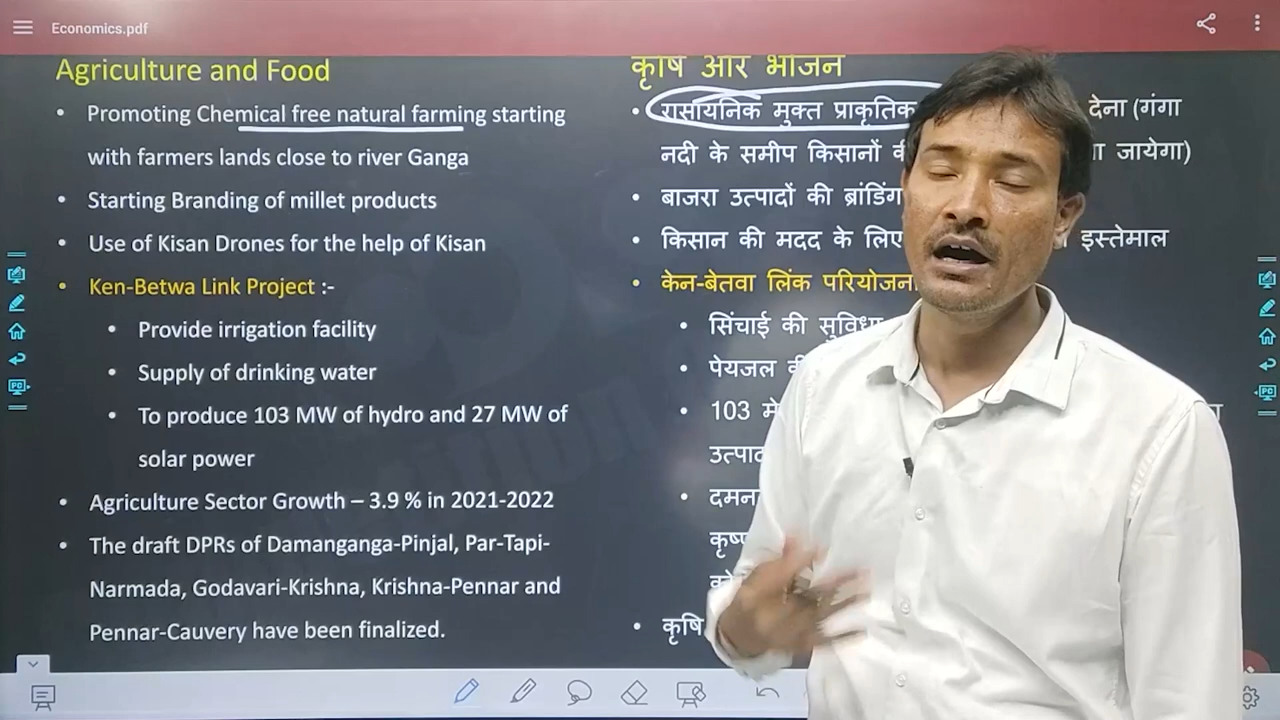 Economics.pdf
Agriculture and Food
• Promoting Chemical free natural farming starting
with farmers lands close to river Ganga
• Starting Branding of millet products
• Use of Kisan Drones for the help of Kisan
• Ken-Betwa Link Project :-
• Provide irrigation facility
• Supply of drinking water
• To produce 103 MW of hydro and 27 MW of
solar power
• Agriculture Sector Growth – 3.9 % in 2021-2022
• The draft DPRs of Damanganga-Pinjal, Par-Tapi-
Narmada, Godavari-Krishna, Krishna-Pennar and
Pennar-Cauvery have been finalized.
कृषि और भोजन
• रासायनिक मुक्त प्राकृतिक देना (गंगा
नदी के समीप किसानों जायेगा)
• बाजरा उत्पादों की ब्रांडिंग
• किसान की मदद के लिए इस्तेमाल
• केन-बेतवा लिंक परियोजना
• सिंचाई की सुविधा
• पेयजल
• 103
• कृषि